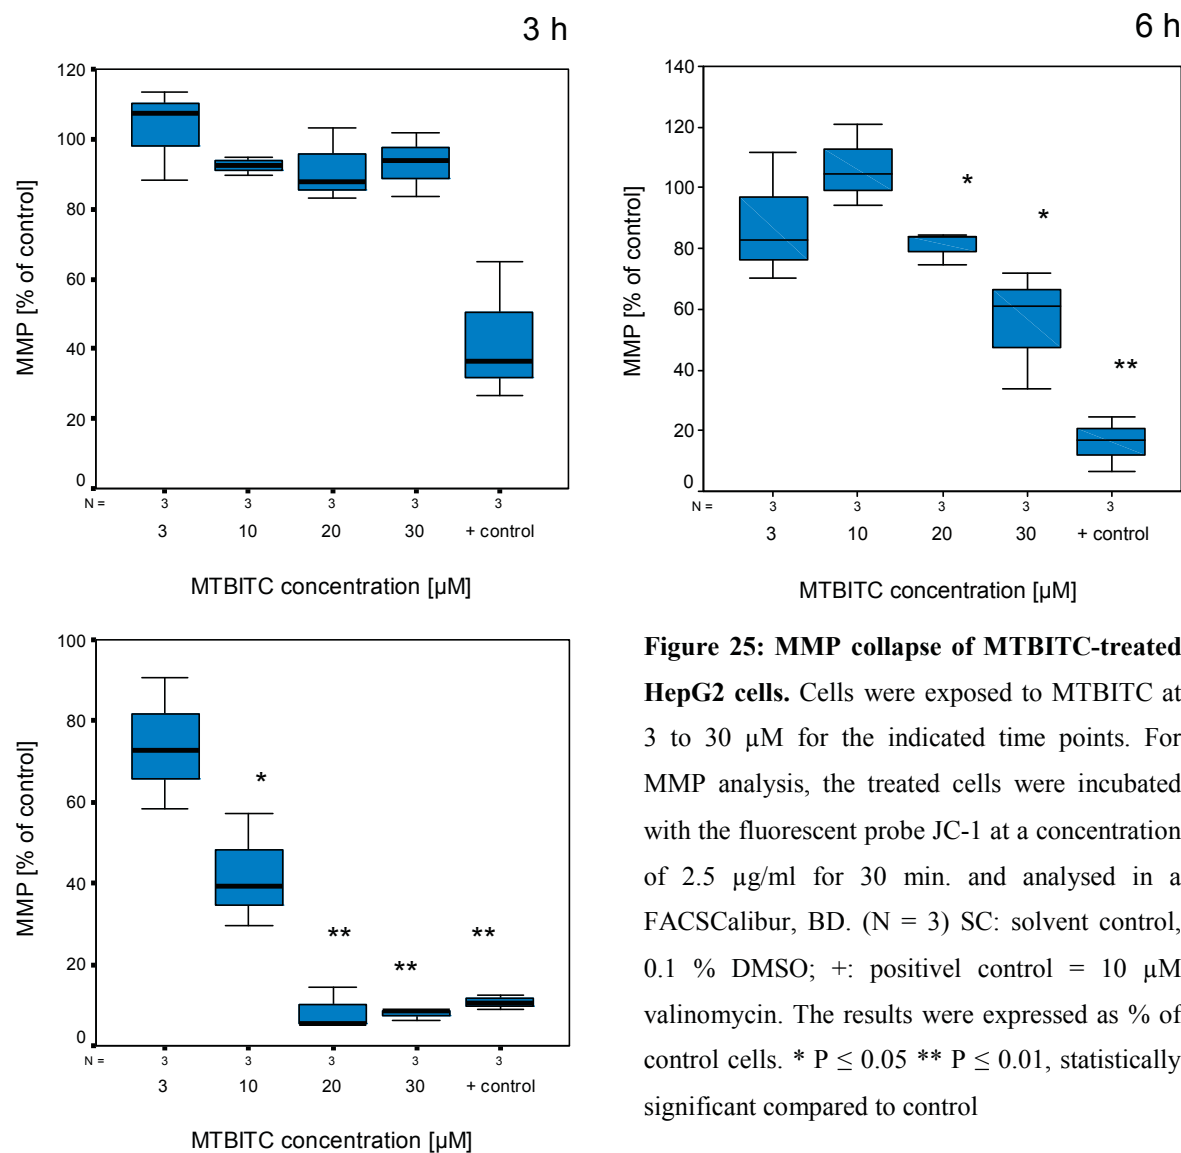 3 h
120
100
80
60
40
20
0
MMP [% of control]
N = 3 3 3 3 3
3 10 20 30 + control
MTBITC concentration [µM]
6 h
140
120
100
80
60
40
20
0
MMP [% of control]
* * **
N = 3 3 3 3 3
3 10 20 30 + control
MTBITC concentration [µM]
100
80
60
40
20
0
MMP [% of control]
* ** ** **
N = 3 3 3 3 3
3 10 20 30 + control
MTBITC concentration [µM]
Figure 25: MMP collapse of MTBITC-treated
HepG2 cells. Cells were exposed to MTBITC at
3 to 30 µM for the indicated time points. For
MMP analysis, the treated cells were incubated
with the fluorescent probe JC-1 at a concentration
of 2.5 µg/ml for 30 min. and analysed in a
FACSCalibur, BD. (N = 3) SC: solvent control,
0.1 % DMSO; +: positivel control = 10 µM
valinomycin. The results were expressed as % of
control cells. * P ≤ 0.05 ** P ≤ 0.01, statistically
significant compared to control